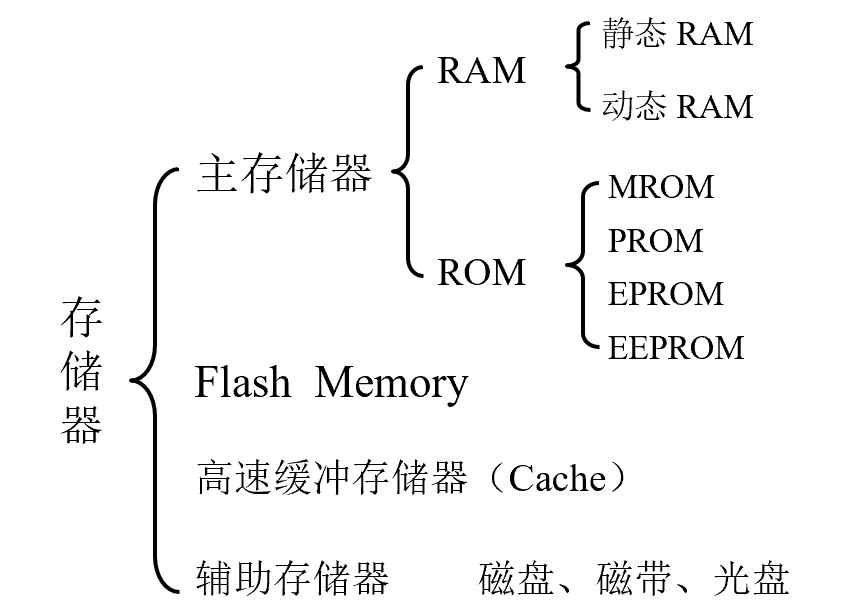 存储器
主存储器
RAM
静态 RAM
动态 RAM
ROM
MROM
PROM
EPROM
EEPROM
Flash Memory
高速缓冲存储器（Cache）
辅助存储器 磁盘、磁带、光盘